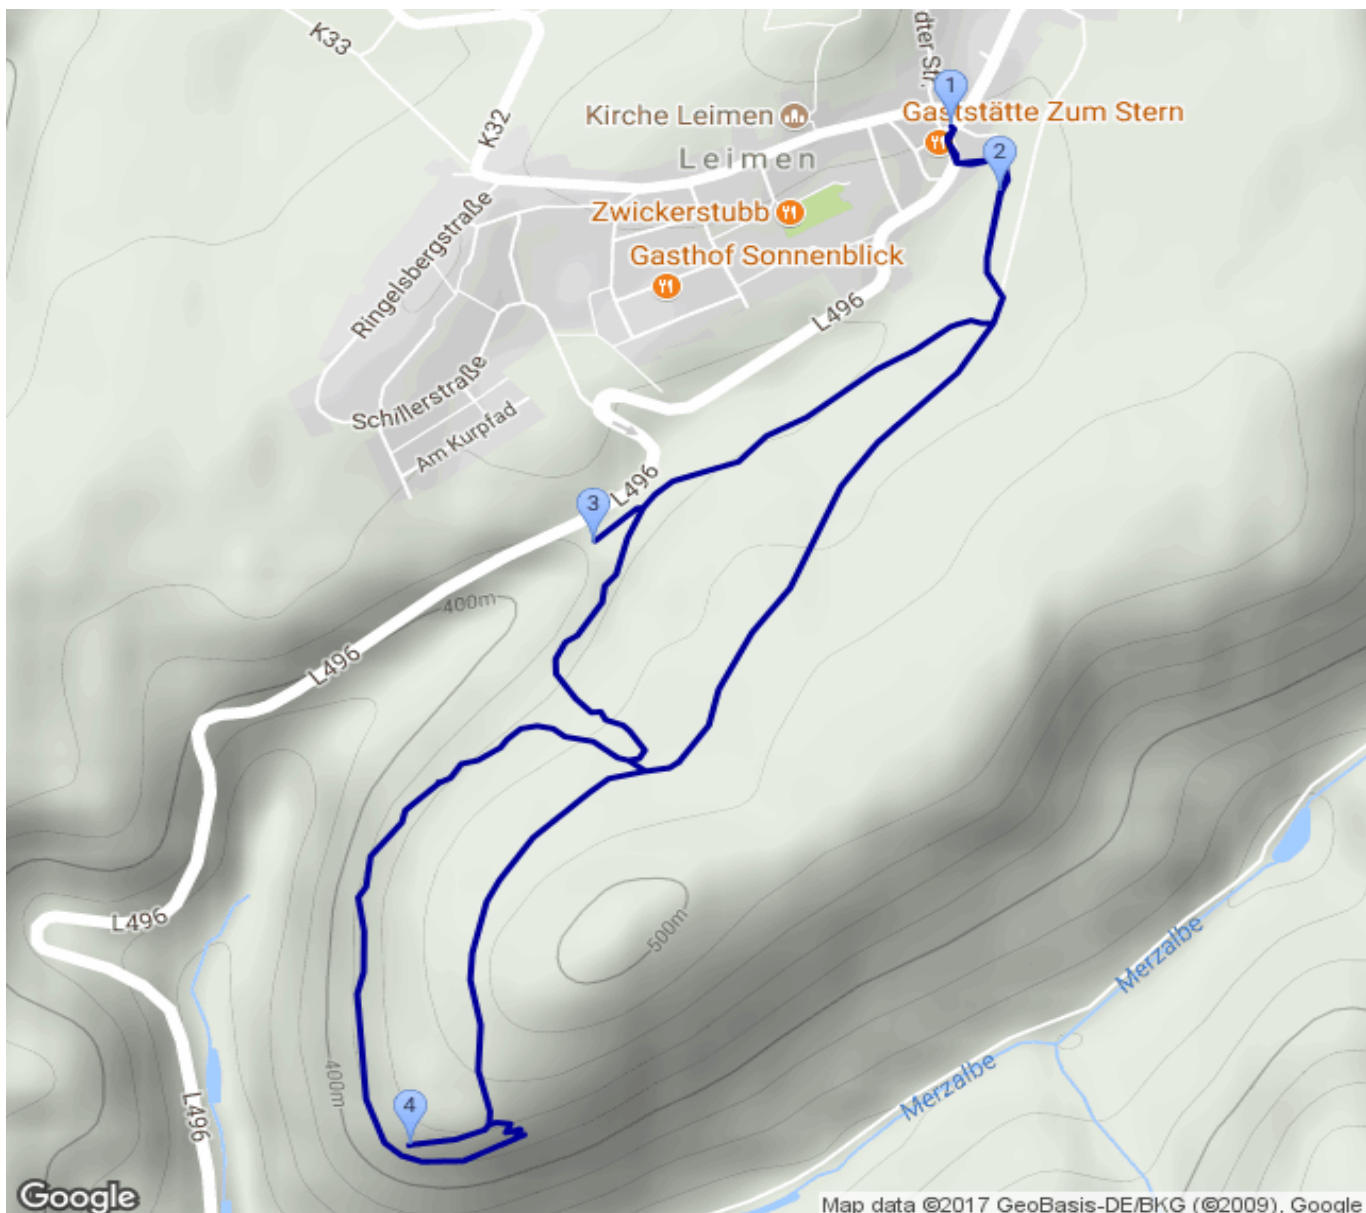 K33
dter Str.
1
Gaststätte Zum Stern
Kirche Leimen
K32
Leimen
2
Zwickerstubb
Gasthof Sonnenblick
Ringelsbergstraße
L496
Schillerstraße
Am Kurpfad
L496
3
400m
L496
L496
500m
Merzalbe
400m
Merzalbe
4
L496
Google
Map data ©2017 GeoBasis-DE/BKG (©2009), Google